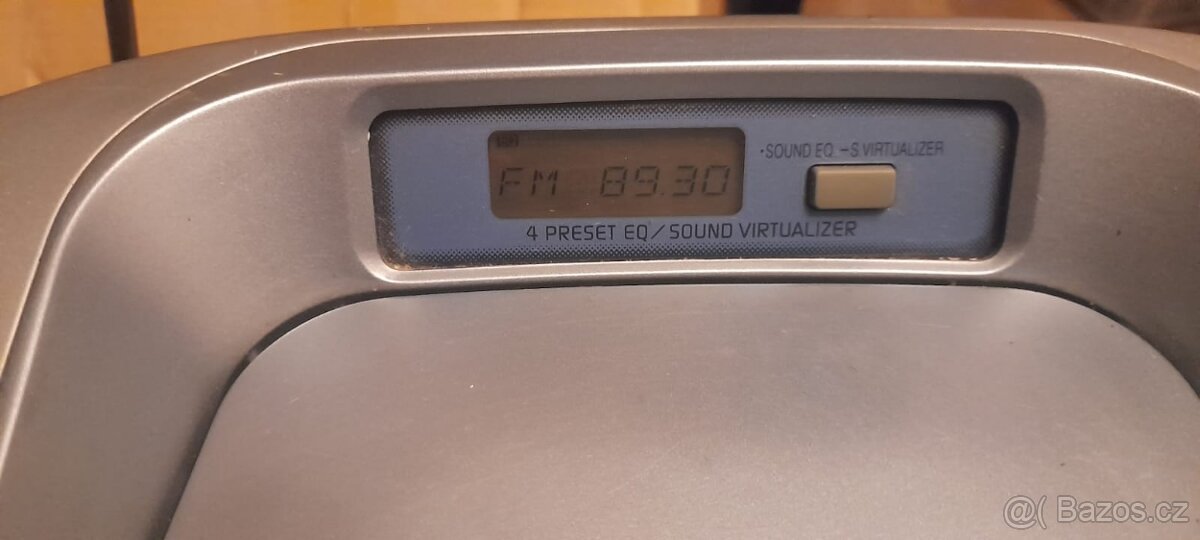 •SOUND EQ. -S VIRTUALIZER
FM 89.30
4 PRESET EQ/SOUND VIRTUALIZER
@( Bazos.cz